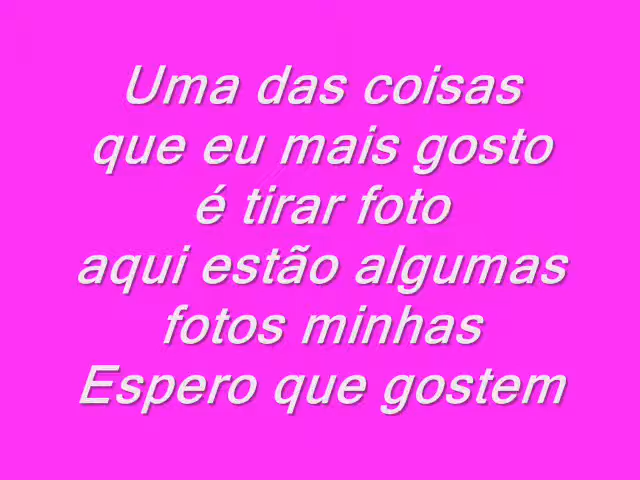 Uma das coisas
que eu mais gosto
é tirar foto
aqui estão algumas
fotos minhas
Espero que gostem